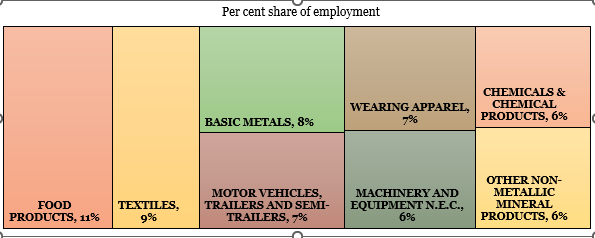 Per cent share of employment
FOOD
PRODUCTS, 11%
TEXTILES,
9%
BASIC METALS, 8%
MOTOR VEHICLES,
TRAILERS AND SEMI-
TRAILERS, 7%
WEARING APPAREL,
7%
MACHINERY AND
EQUIPMENT N.E.C.,
6%
CHEMICALS &
CHEMICAL
PRODUCTS, 6%
OTHER NON-
METALLIC
MINERAL
PRODUCTS, 6%